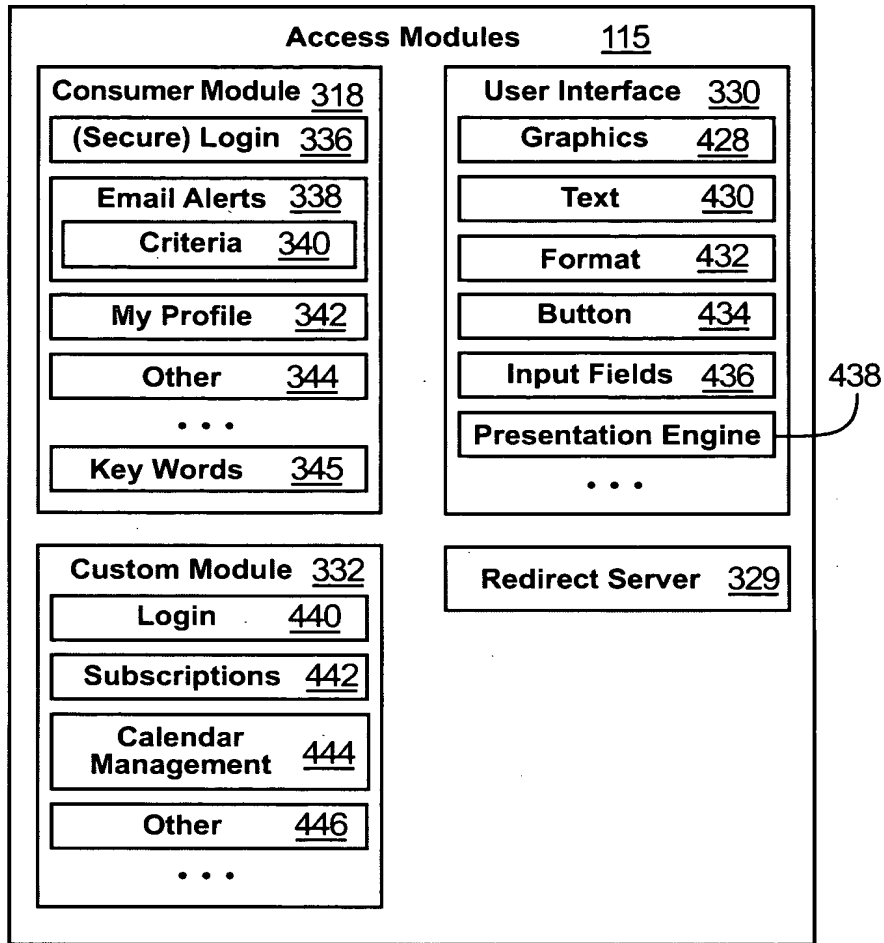 Access Modules 115
Consumer Module 318
(Secure) Login 336
Email Alerts 338
Criteria 340
My Profile 342
Other 344
• • •
Key Words 345
User Interface 330
Graphics 428
Text 430
Format 432
Button 434
Input Fields 436
Presentation Engine
438
• • •
Custom Module 332
Login 440
Subscriptions 442
Calendar
Management 444
Other 446
• • •
Redirect Server 329